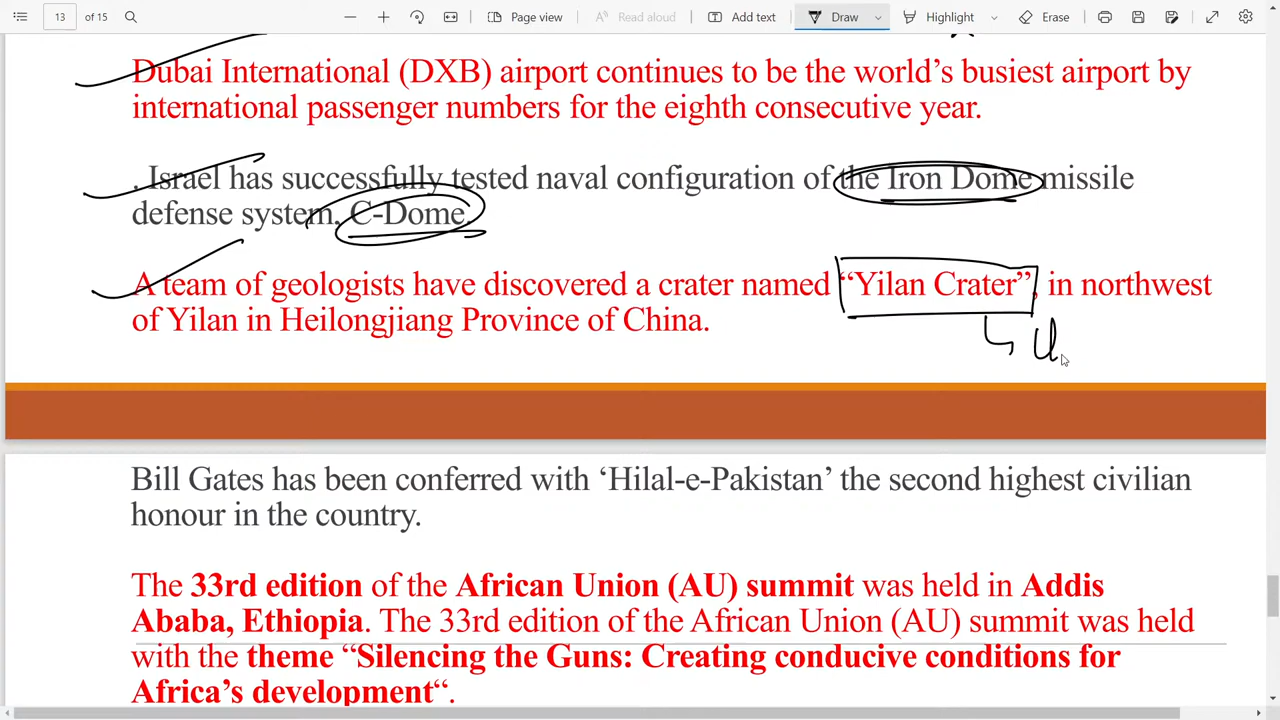 13 of 15 Page view Read aloud Add text Draw Highlight Erase
Dubai International (DXB) airport continues to be the world’s busiest airport by
international passenger numbers for the eighth consecutive year.
. Israel has successfully tested naval configuration of the Iron Dome missile
defense system, C-Dome.
A team of geologists have discovered a crater named “Yilan Crater”, in northwest
of Yilan in Heilongjiang Province of China.
Bill Gates has been conferred with ‘Hilal-e-Pakistan’ the second highest civilian
honour in the country.
The 33rd edition of the African Union (AU) summit was held in Addis
Ababa, Ethiopia. The 33rd edition of the African Union (AU) summit was held
with the theme “Silencing the Guns: Creating conducive conditions for
Africa’s development“.